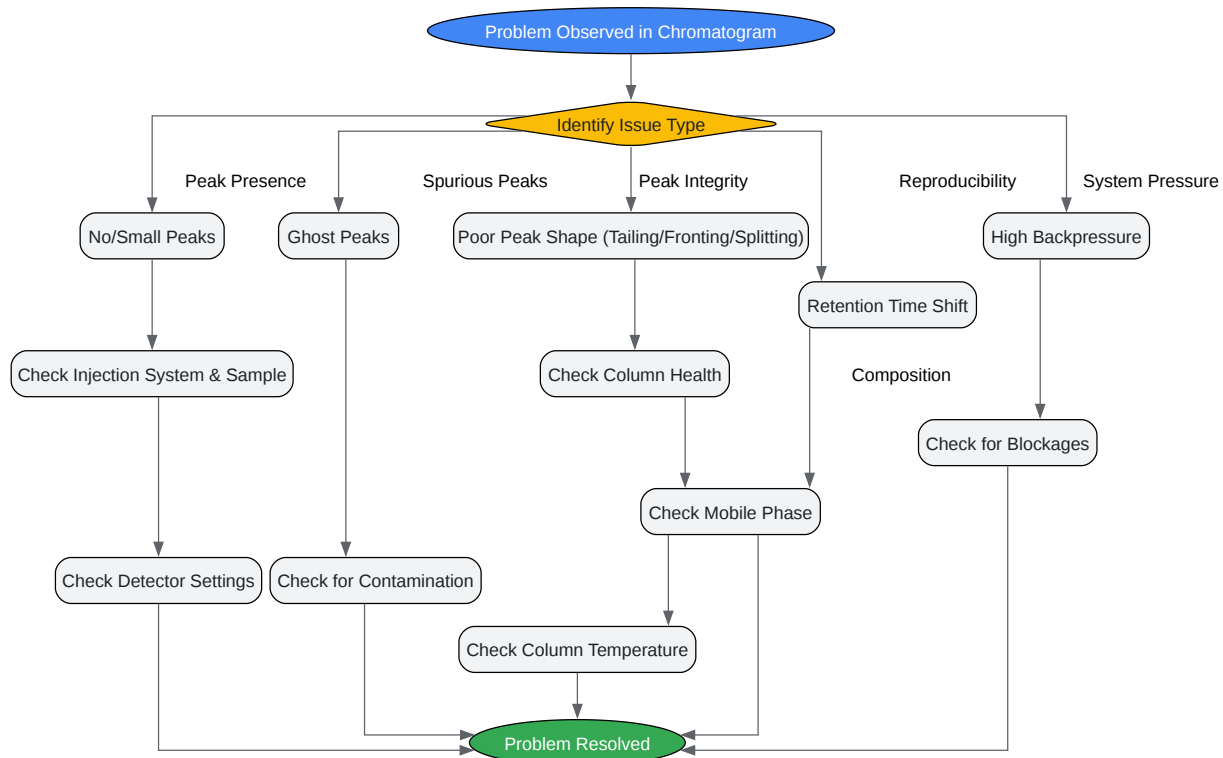 Problem Observed in Chromatogram
Identify Issue Type
Peak Presence
Spurious Peaks
Peak Integrity
Reproducibility
System Pressure
No/Small Peaks
Ghost Peaks
Poor Peak Shape (Tailing/Fronting/Splitting)
High Backpressure
Retention Time Shift
Check Injection System & Sample
Check Column Health
Composition
Check for Blockages
Check Mobile Phase
Check Detector Settings
Check for Contamination
Check Column Temperature
Problem Resolved